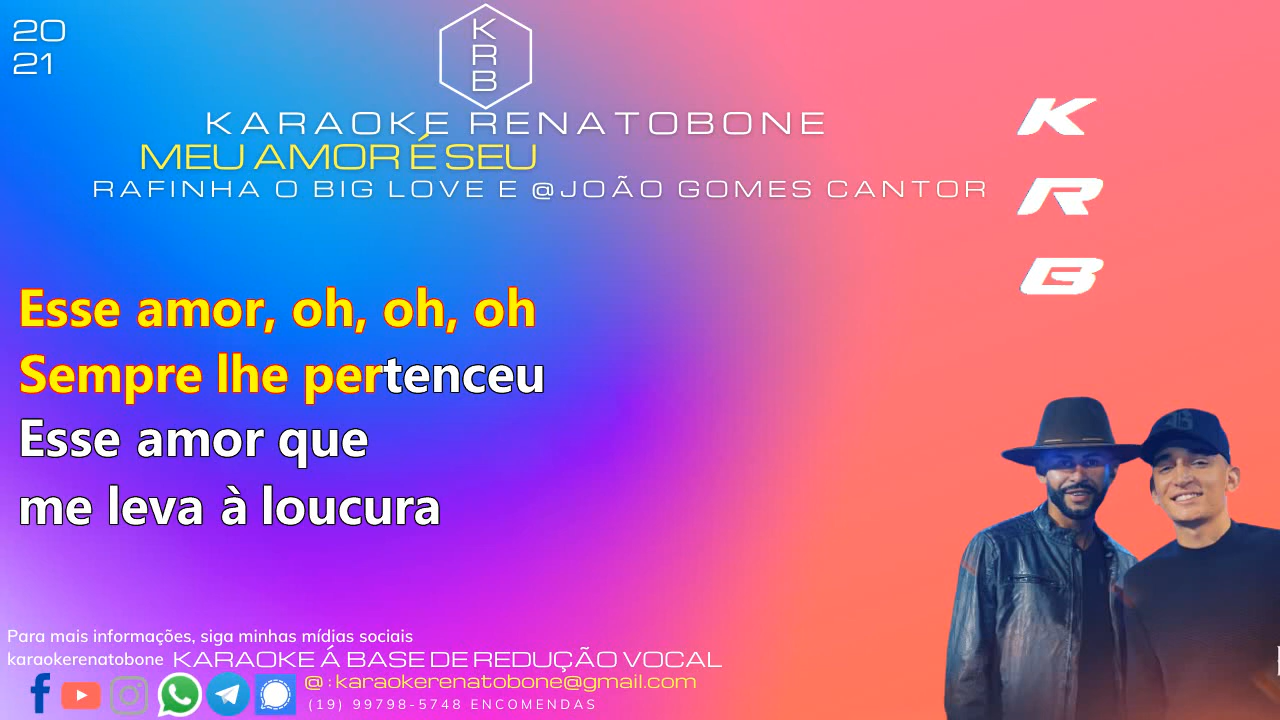 20
21
K
R
B
KARAOKE RENATOBONE
MEU AMOR É SEU
RAFINHA O BIG LOVE E @JOÃO GOMES CANTOR
K
R
B
Esse amor, oh, oh, oh
Sempre lhe pertenceu
Esse amor que
me leva à loucura
Para mais informações, siga minhas mídias sociais
karaokerenatobone
KARAOKE Á BASE DE REDUÇÃO VOCAL
@ : karaokerenatobone@gmail.com
(19) 99798-5748 ENCOMENDAS